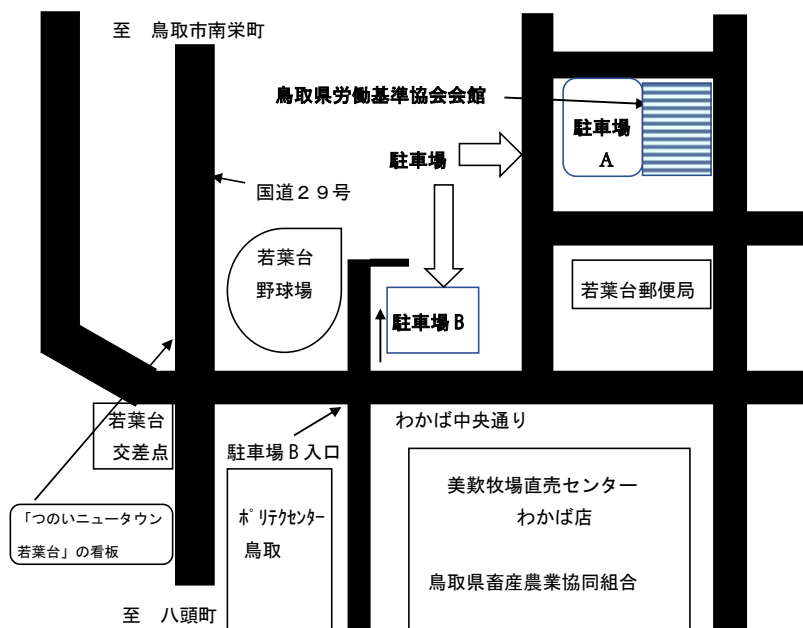 至　鳥取市南栄町
鳥取県労働基準協会会館
駐車場
A
駐車場
国道２９号
若葉台
野球場
若葉台郵便局
駐車場 B
若葉台
交差点
わかば中央通り
駐車場 B 入口
美歎牧場直売センター
わかば店
「つのいニュータウン
若葉台」の看板
ﾎﾟﾘﾃｸｾﾝﾀｰ
鳥取
鳥取県畜産農業協同組合
至　八頭町